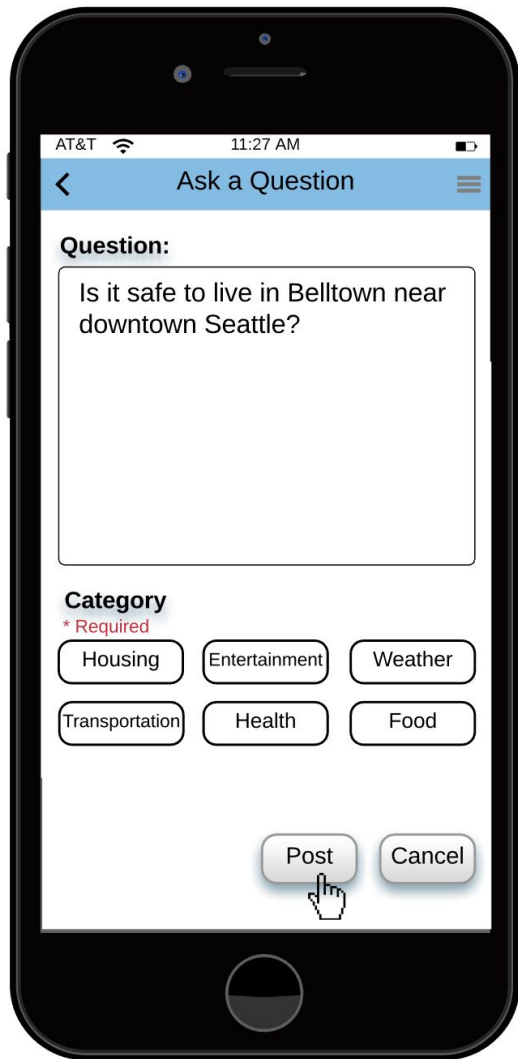 AT&T 11:27 AM
Ask a Question
Question:
Is it safe to live in Belltown near
downtown Seattle?
Category
* Required
Housing Entertainment Weather
Transportation Health Food
Post Cancel